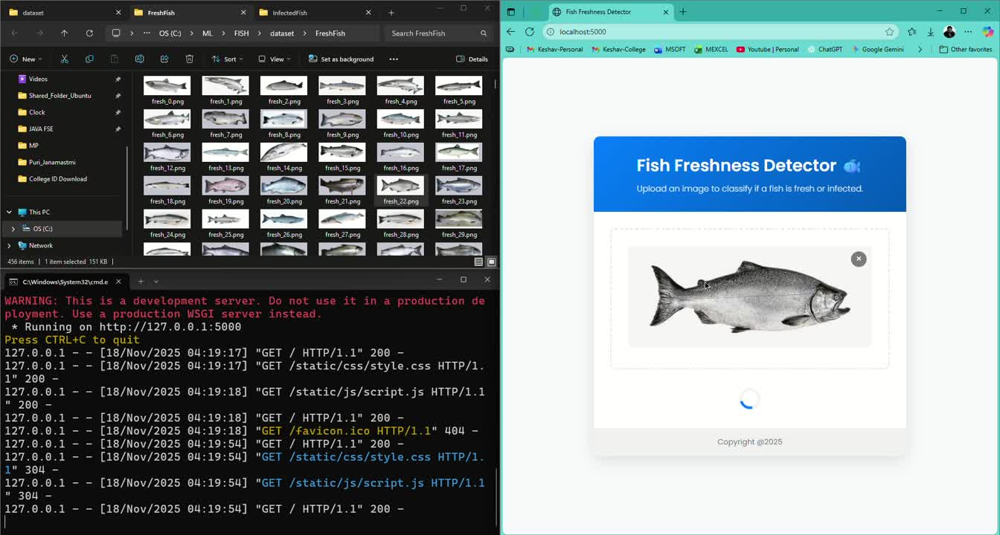 dataset
FreshFish
InfectedFish
OS (C:)
ML
FISH
dataset
FreshFish
Search FreshFish
New
Sort
View
Set as background
Details
Videos
Shared_Folder_Ubuntu
Clock
JAVA FSE
MP
Puri_Janamastmi
College ID Download
This PC
OS (C:)
Network
fresh_0.png fresh_1.png fresh_2.png fresh_3.png fresh_4.png fresh_5.png
fresh_6.png fresh_7.png fresh_8.png fresh_9.png fresh_10.png fresh_11.png
fresh_12.png fresh_13.png fresh_14.png fresh_15.png fresh_16.png fresh_17.png
fresh_18.png fresh_19.png fresh_20.png fresh_21.png fresh_22.png fresh_23.png
fresh_24.png fresh_25.png fresh_26.png fresh_27.png fresh_28.png fresh_29.png
456 items | 1 item selected 151 KB |
C:\Windows\System32\cmd.e
WARNING: This is a development server. Do not use it in a production de
ployment. Use a production WSGI server instead.
* Running on http://127.0.0.1:5000
Press CTRL+C to quit
127.0.0.1 - - [18/Nov/2025 04:19:17] "GET / HTTP/1.1" 200 -
127.0.0.1 - - [18/Nov/2025 04:19:17] "GET /static/css/style.css HTTP/1.
1" 200 -
127.0.0.1 - - [18/Nov/2025 04:19:18] "GET /static/js/script.js HTTP/1.1
" 200 -
127.0.0.1 - - [18/Nov/2025 04:19:18] "GET / HTTP/1.1" 200 -
127.0.0.1 - - [18/Nov/2025 04:19:18] "GET /favicon.ico HTTP/1.1" 404 -
127.0.0.1 - - [18/Nov/2025 04:19:54] "GET / HTTP/1.1" 200 -
127.0.0.1 - - [18/Nov/2025 04:19:54] "GET /static/css/style.css HTTP/1.
1" 304 -
127.0.0.1 - - [18/Nov/2025 04:19:54] "GET /static/js/script.js HTTP/1.1
" 304 -
127.0.0.1 - - [18/Nov/2025 04:19:54] "GET / HTTP/1.1" 200 -
Fish Freshness Detector
localhost:5000
Keshav-Personal
Keshav-College
MSOFT
MEXCEL
Youtube | Personal
ChatGPT
Google Gemini
Other favorites
Fish Freshness Detector
Upload an image to classify if a fish is fresh or infected.
Copyright @2025